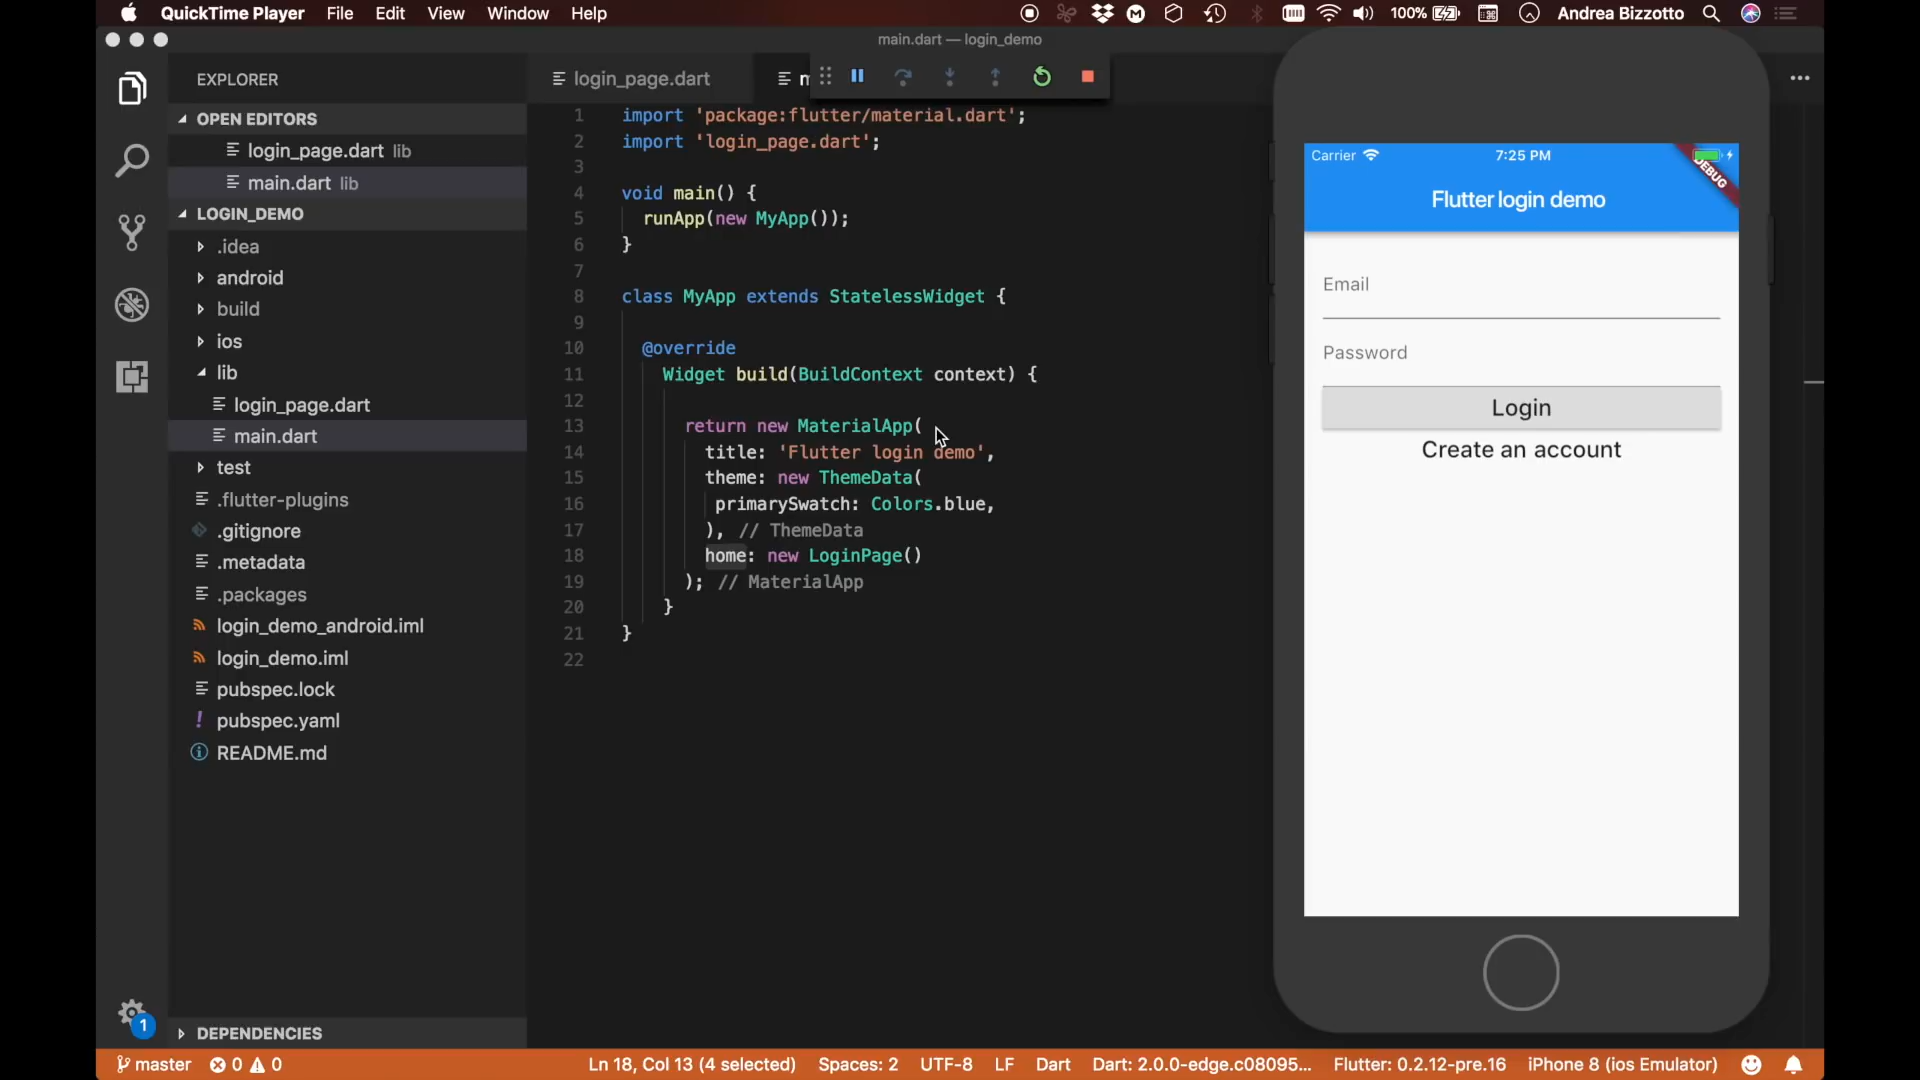 QuickTime Player File Edit View Window Help 100% Andrea Bizzotto
main.dart — login_demo
EXPLORER
OPEN EDITORS
login_page.dart lib
main.dart lib
LOGIN_DEMO
.idea
android
build
ios
lib
login_page.dart
main.dart
test
.flutter-plugins
.gitignore
.metadata
.packages
login_demo_android.iml
login_demo.iml
pubspec.lock
pubspec.yaml
README.md
DEPENDENCIES
1
login_page.dart
1 import 'package:flutter/material.dart';
2 import 'login_page.dart';
3
4 void main() {
5 runApp(new MyApp());
6 }
7
8 class MyApp extends StatelessWidget {
9
10 @override
11 Widget build(BuildContext context) {
12
13 return new MaterialApp(
14 title: 'Flutter login demo',
15 theme: new ThemeData(
16 primarySwatch: Colors.blue,
17 ), // ThemeData
18 home: new LoginPage()
19 ); // MaterialApp
20 }
21 }
22
Carrier 7:25 PM
DEBUG
Flutter login demo
Email
Password
Login
Create an account
master 0 0 Ln 18, Col 13 (4 selected) Spaces: 2 UTF-8 LF Dart Dart: 2.0.0-edge.c08095... Flutter: 0.2.12-pre.16 iPhone 8 (ios Emulator)